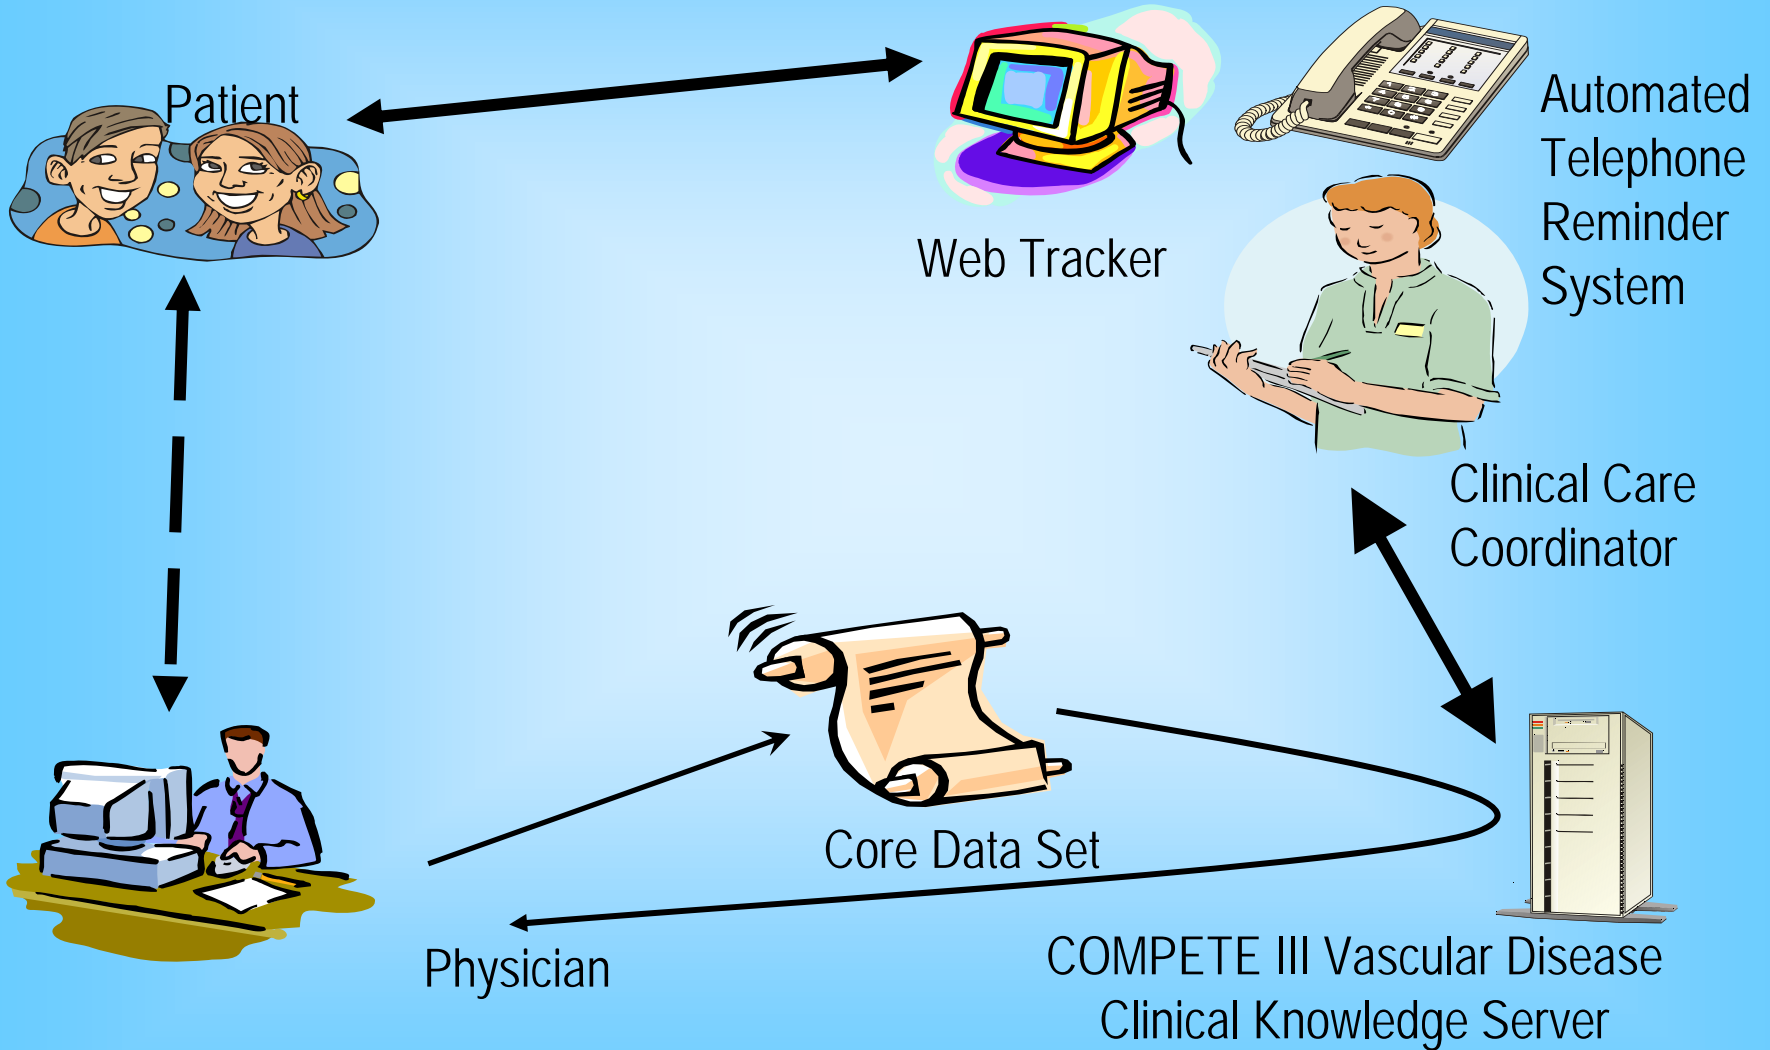 Patient
Automated
Telephone
Reminder
System
Web Tracker
Clinical Care
Coordinator
Core Data Set
Physician
COMPETE III Vascular Disease
Clinical Knowledge Server